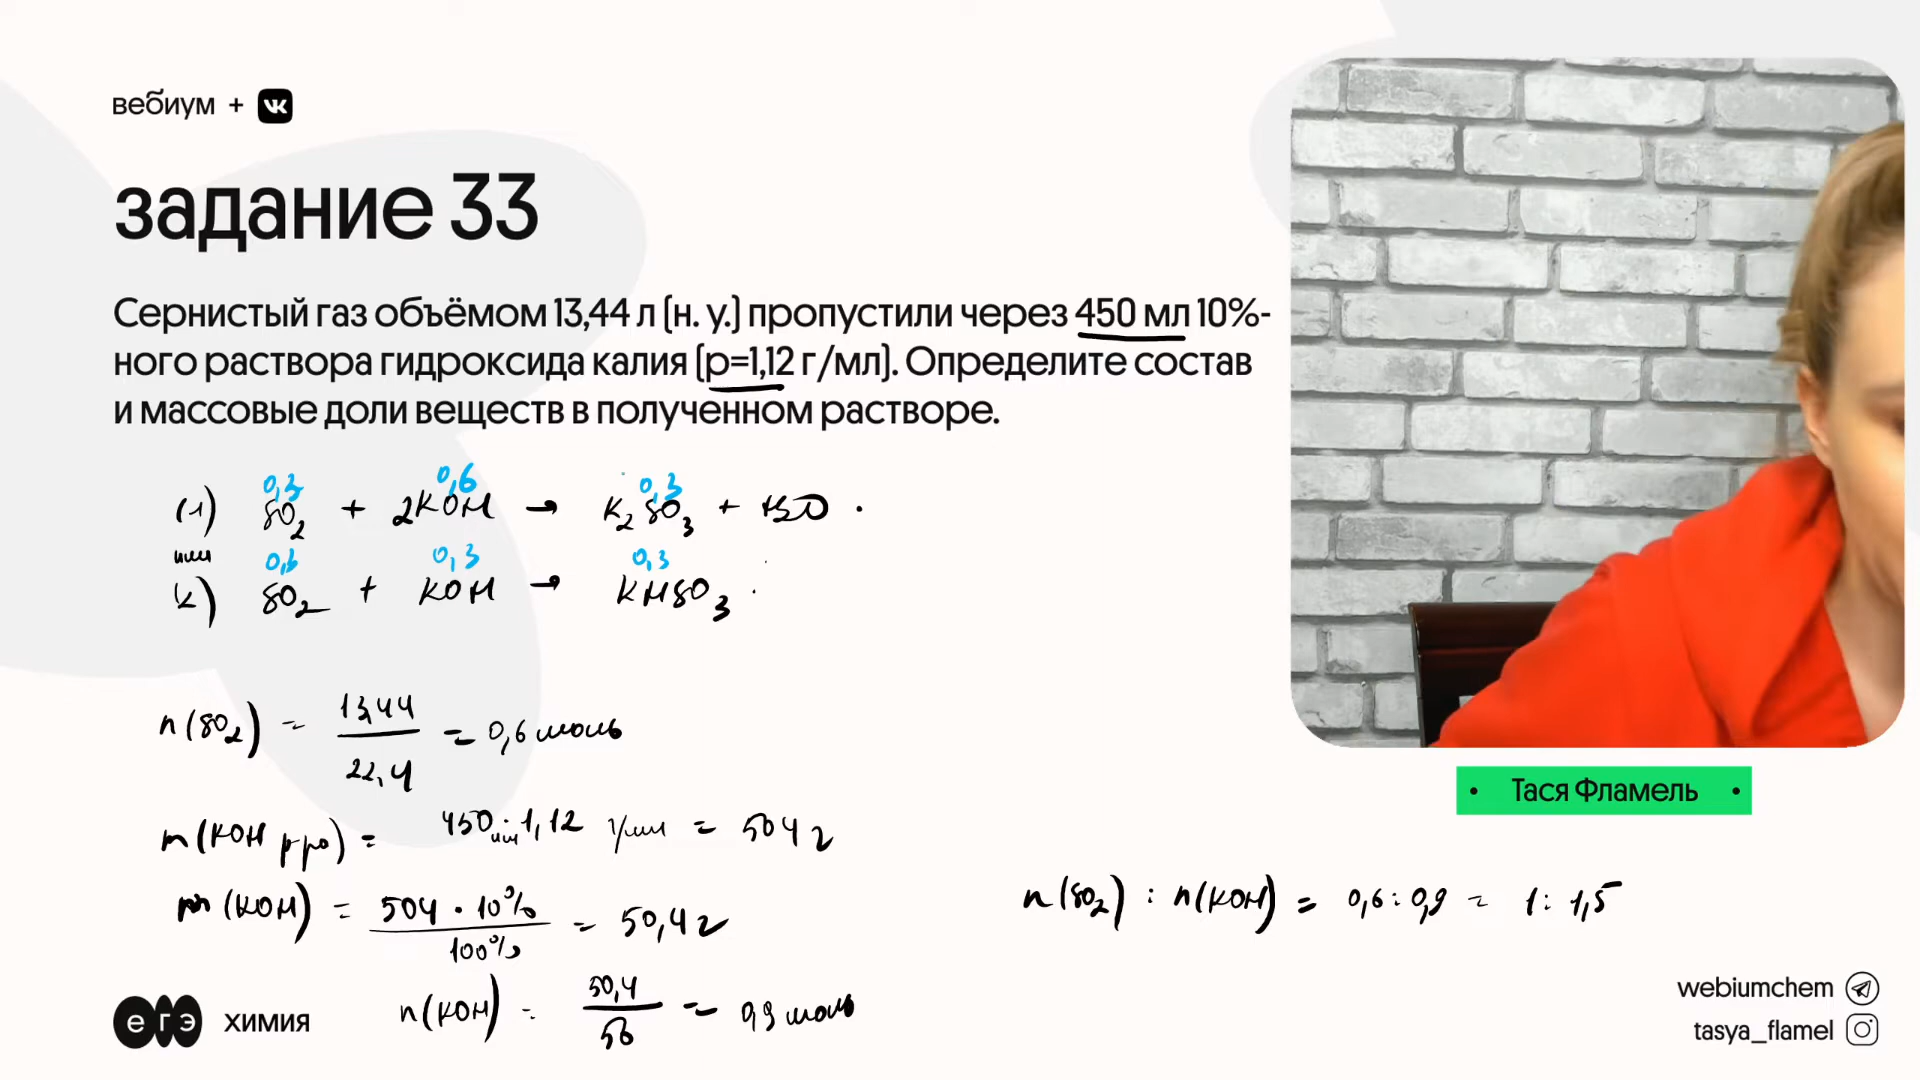 вебиум +
задание 33
Сернистый газ объёмом 13,44 л (н. у.) пропустили через 450 мл 10%-
ного раствора гидроксида калия (p=1,12 г/мл). Определите состав
и массовые доли веществ в полученном растворе.
0,3 0,6 0,3
(1) SO2 + 2KOH → K2SO3 + H2O
или
0,3 0,3 0,3
2) SO2 + KOH → KHSO3
n(SO2) = 13,44 / 22,4 = 0,6 моль
m(KOH р-ра) = 450 мл · 1,12 г/мл = 504 г
m(KOH) = 504 · 10% / 100% = 50,4 г
n(KOH) = 50,4 / 56 = 0,9 моль
n(SO2) : n(KOH) = 0,6 : 0,9 = 1 : 1,5
• Тася Фламель •
егэ химия
webiumchem
tasya_flamel